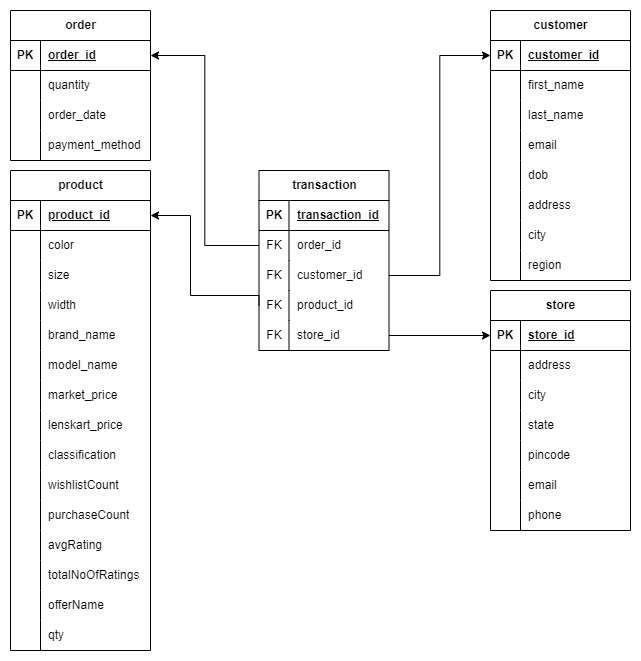 order
PK order_id
quantity
order_date
payment_method
product
PK product_id
color
size
width
brand_name
model_name
market_price
lenskart_price
classification
wishlistCount
purchaseCount
avgRating
totalNoOfRatings
offerName
qty
transaction
PK transaction_id
FK order_id
FK customer_id
FK product_id
FK store_id
customer
PK customer_id
first_name
last_name
email
dob
address
city
region
store
PK store_id
address
city
state
pincode
email
phone